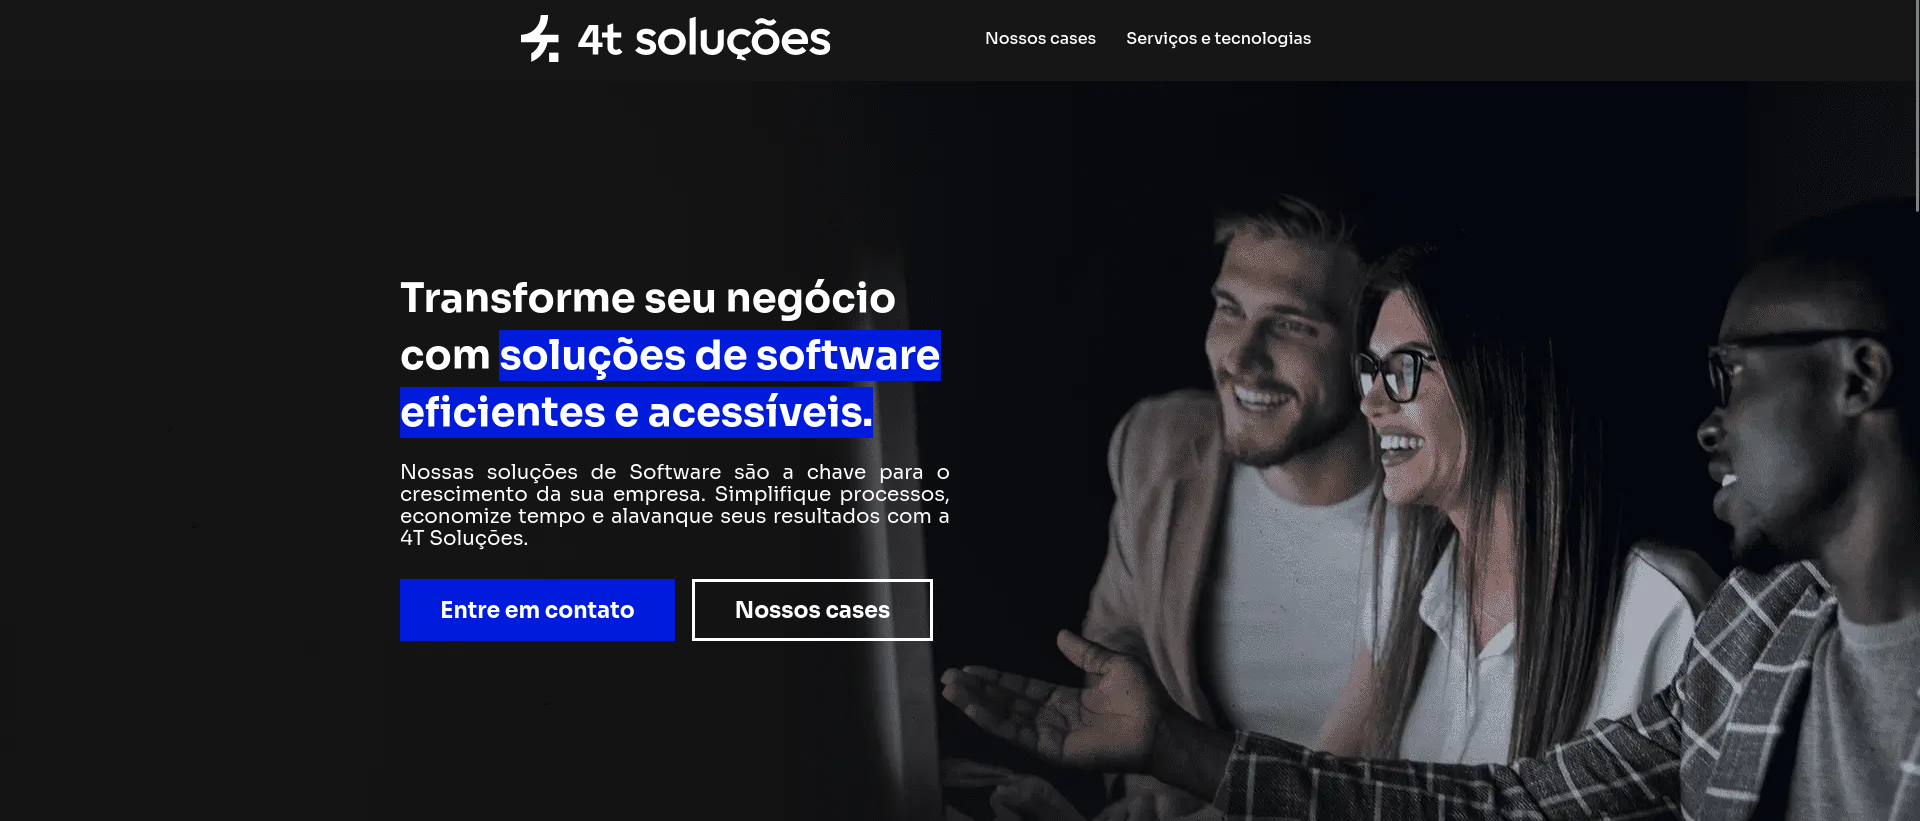 4t soluções
Nossos cases
Serviços e tecnologias
Transforme seu negócio
com soluções de software
eficientes e acessíveis.
Nossas soluções de Software são a chave para o
crescimento da sua empresa. Simplifique processos,
economize tempo e alavanque seus resultados com a
4T Soluções.
Entre em contato
Nossos cases